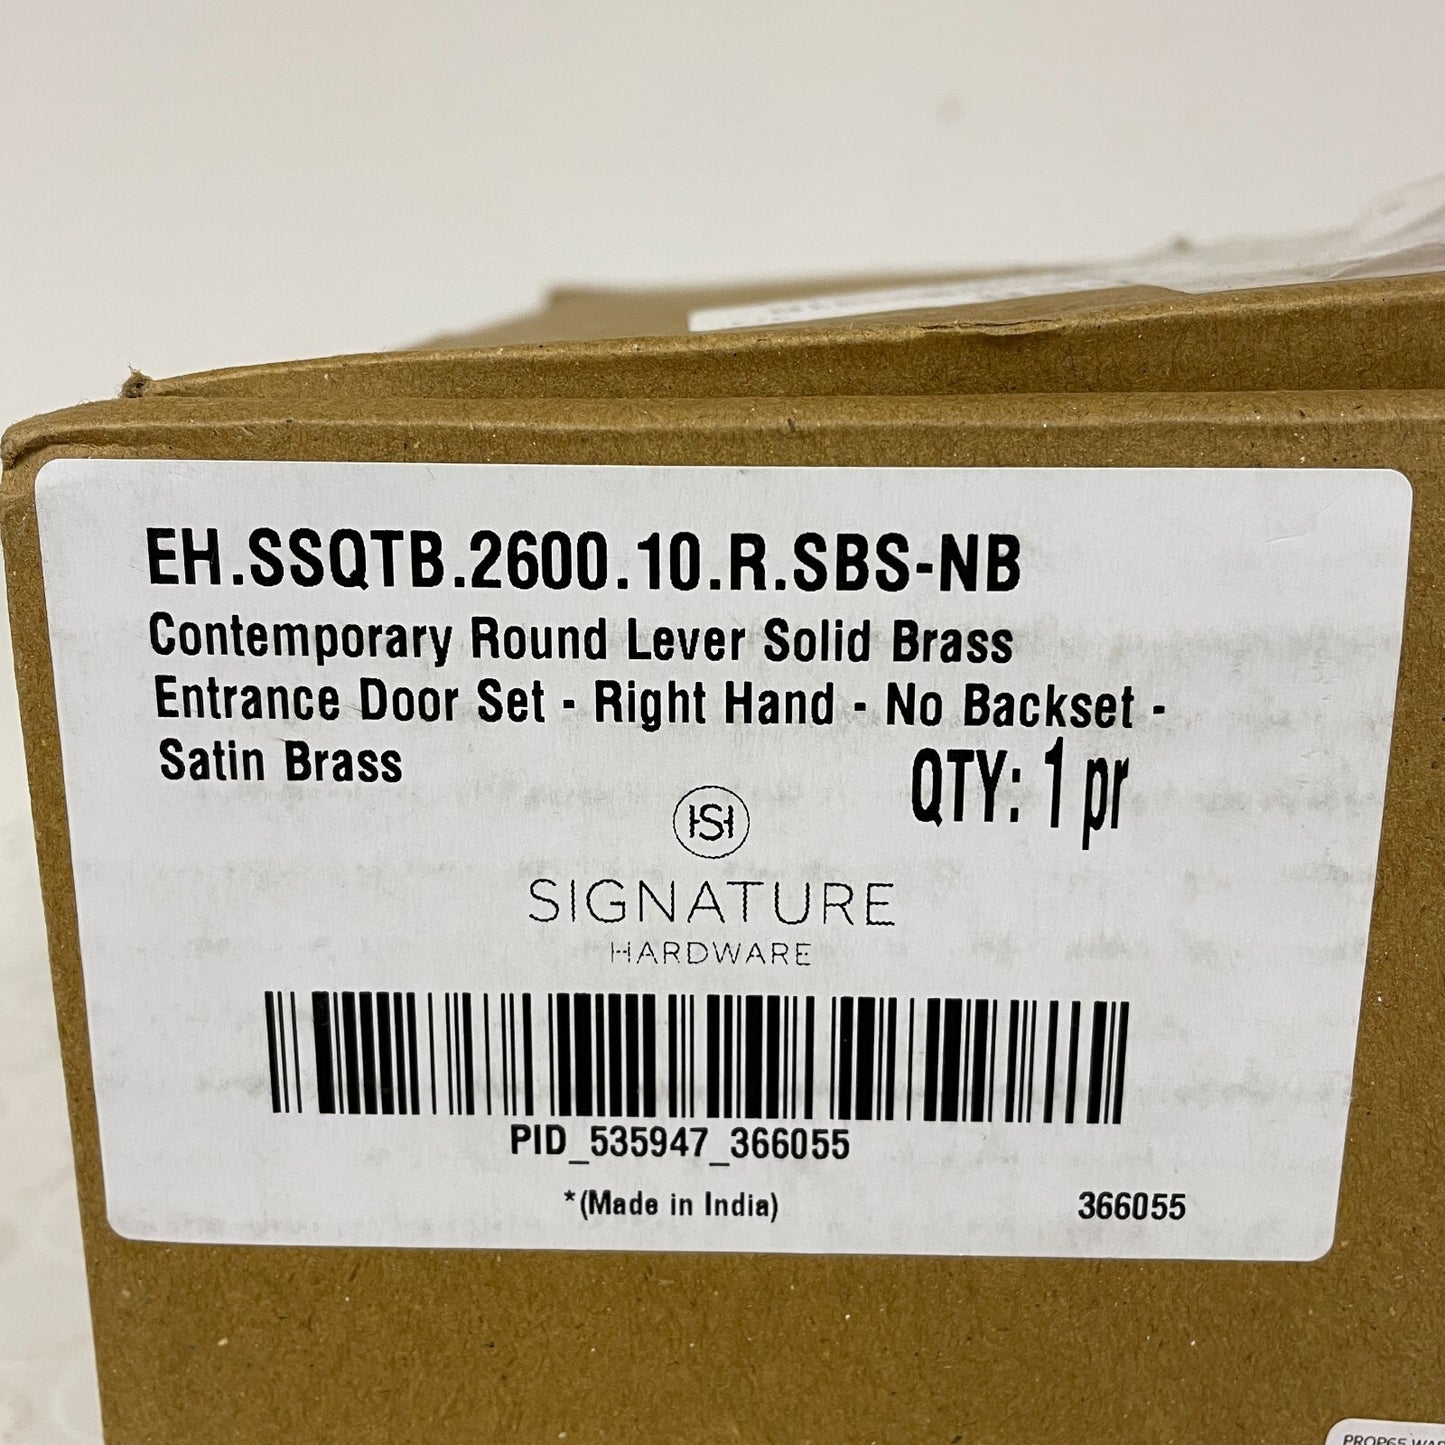 EH.SSQTB.2600.10.R.SBS-NB
Contemporary Round Lever Solid Brass
Entrance Door Set - Right Hand - No Backset -
Satin Brass
QTY: 1 pr
SIGNATURE
HARDWARE
PID_535947_366055
*(Made in India)
366055
PROP65